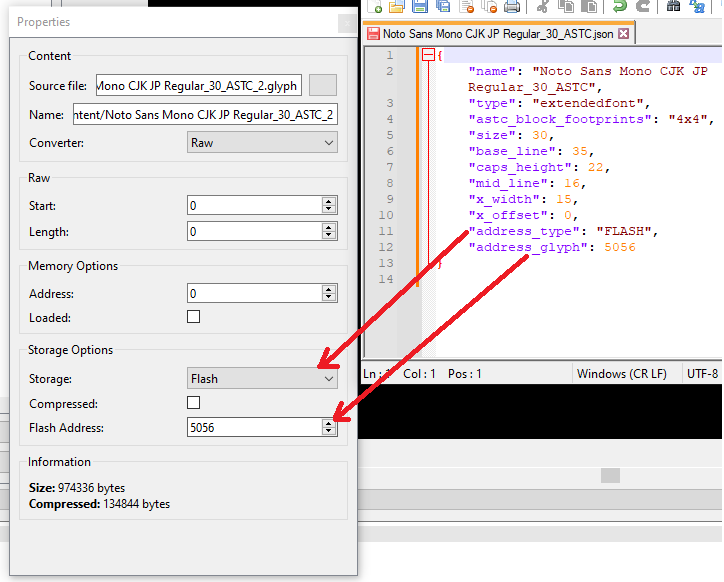 Properties
Content
Source file: Mono CJK JP Regular_30_ASTC_2.glyph
Name: ntent/Noto Sans Mono CJK JP Regular_30_ASTC_2
Converter: Raw
Raw
Start: 0
Length: 0
Memory Options
Address: 0
Loaded:
Storage Options
Storage: Flash
Compressed:
Flash Address: 5056
Information
Size: 974336 bytes
Compressed: 134844 bytes
Noto Sans Mono CJK JP Regular_30_ASTC.json
1 {
2 "name": "Noto Sans Mono CJK JP
Regular_30_ASTC",
3 "type": "extendedfont",
4 "astc_block_footprints": "4x4",
5 "size": 30,
6 "base_line": 35,
7 "caps_height": 22,
8 "mid_line": 16,
9 "x_width": 15,
10 "x_offset": 0,
11 "address_type": "FLASH",
12 "address_glyph": 5056
13 }
14
Ln : 1 Col : 1 Pos : 1 Windows (CR LF) UTF-8